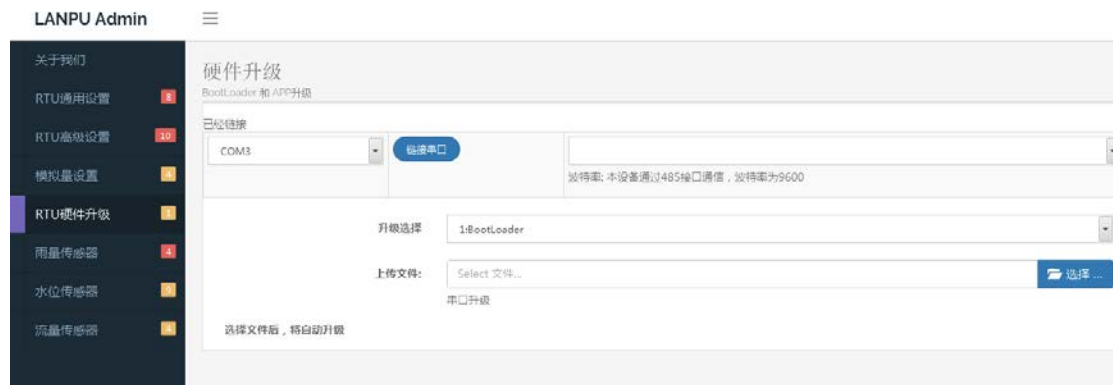 LANPU Admin
关于我们
RTU通用设置 8
RTU高级设置 10
模拟量设置 4
RTU硬件升级 1
雨量传感器 4
水位传感器
流量传感器 4
硬件升级
BootLoader 和 APP升级
已经链接
COM3
链接串口
波特率; 本设备通过485接口通信，波特率为9600
升级选择
1:BootLoader
上传文件:
Select 文件...
选择 ...
串口升级
选择文件后，将自动升级